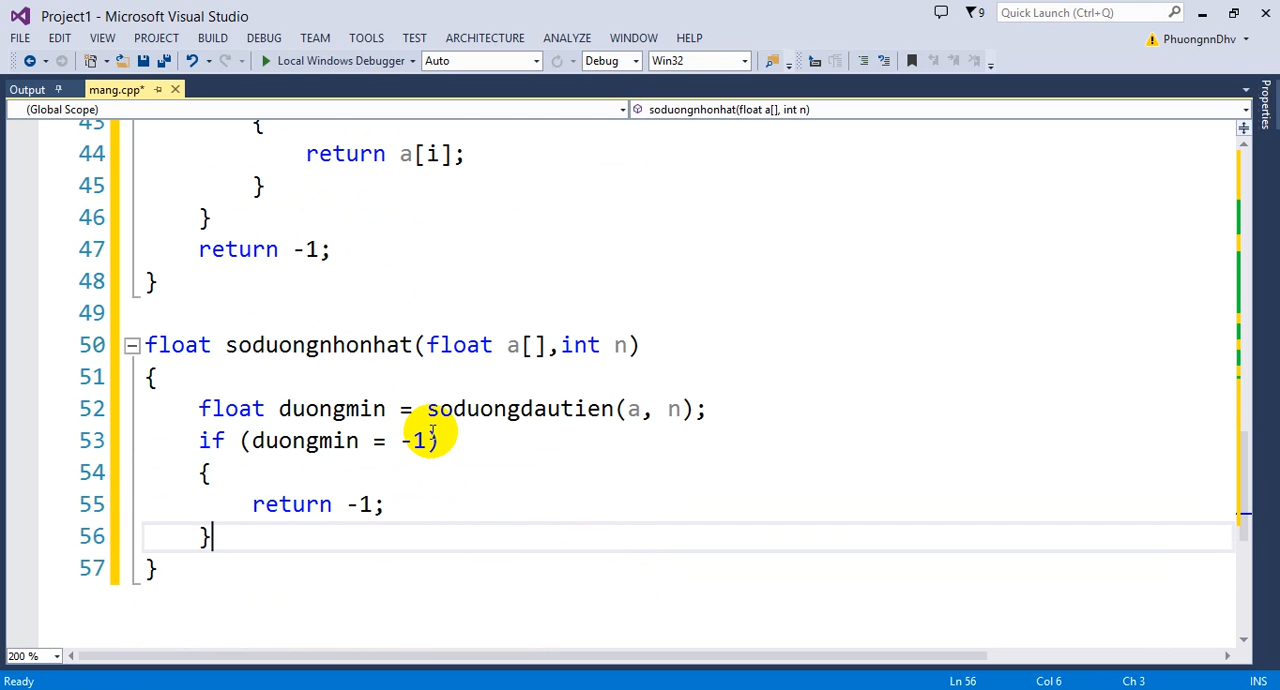 Project1 - Microsoft Visual Studio
9
Quick Launch (Ctrl+Q)
FILE EDIT VIEW PROJECT BUILD DEBUG TEAM TOOLS TEST ARCHITECTURE ANALYZE WINDOW HELP
PhuongnnDhv
Local Windows Debugger Auto Debug Win32
Output mang.cpp*
Properties
(Global Scope) soduongnhonhat(float a[], int n)
43 {
44 return a[i];
45 }
46 }
47 return -1;
48 }
49
50 float soduongnhonhat(float a[],int n)
51 {
52 float duongmin = soduongdautien(a, n);
53 if (duongmin = -1)
54 {
55 return -1;
56 }
57 }
200 %
Ready Ln 56 Col 6 Ch 3 INS